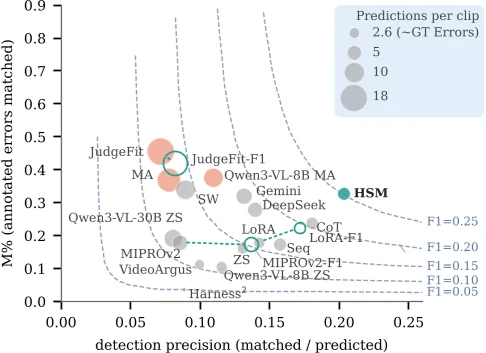 Predictions per clip
2.6 (~GT Errors)
5
10
18
M% (annotated errors matched)
0.9
0.8
0.7
0.6
0.5
0.4
0.3
0.2
0.1
0.0
JudgeFit
JudgeFit-F1
MA
Qwen3-VL-8B MA
SW
Gemini
HSM
DeepSeek
Qwen3-VL-30B ZS
LoRA
CoT
LoRA-F1
F1=0.25
Seq
F1=0.20
MIPROv2
ZS
MIPROv2-F1
F1=0.15
VideoArgus
Qwen3-VL-8B ZS
F1=0.10
Harness²
F1=0.05
0.00
0.05
0.10
0.15
0.20
0.25
detection precision (matched / predicted)